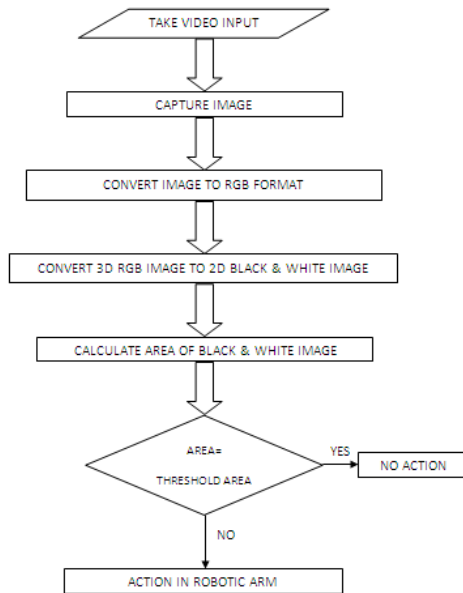 TAKE VIDEO INPUT
CAPTURE IMAGE
CONVERT IMAGE TO RGB FORMAT
CONVERT 3D RGB IMAGE TO 2D BLACK & WHITE IMAGE
CALCULATE AREA OF BLACK & WHITE IMAGE
AREA=
THRESHOLD AREA
YES
NO ACTION
NO
ACTION IN ROBOTIC ARM